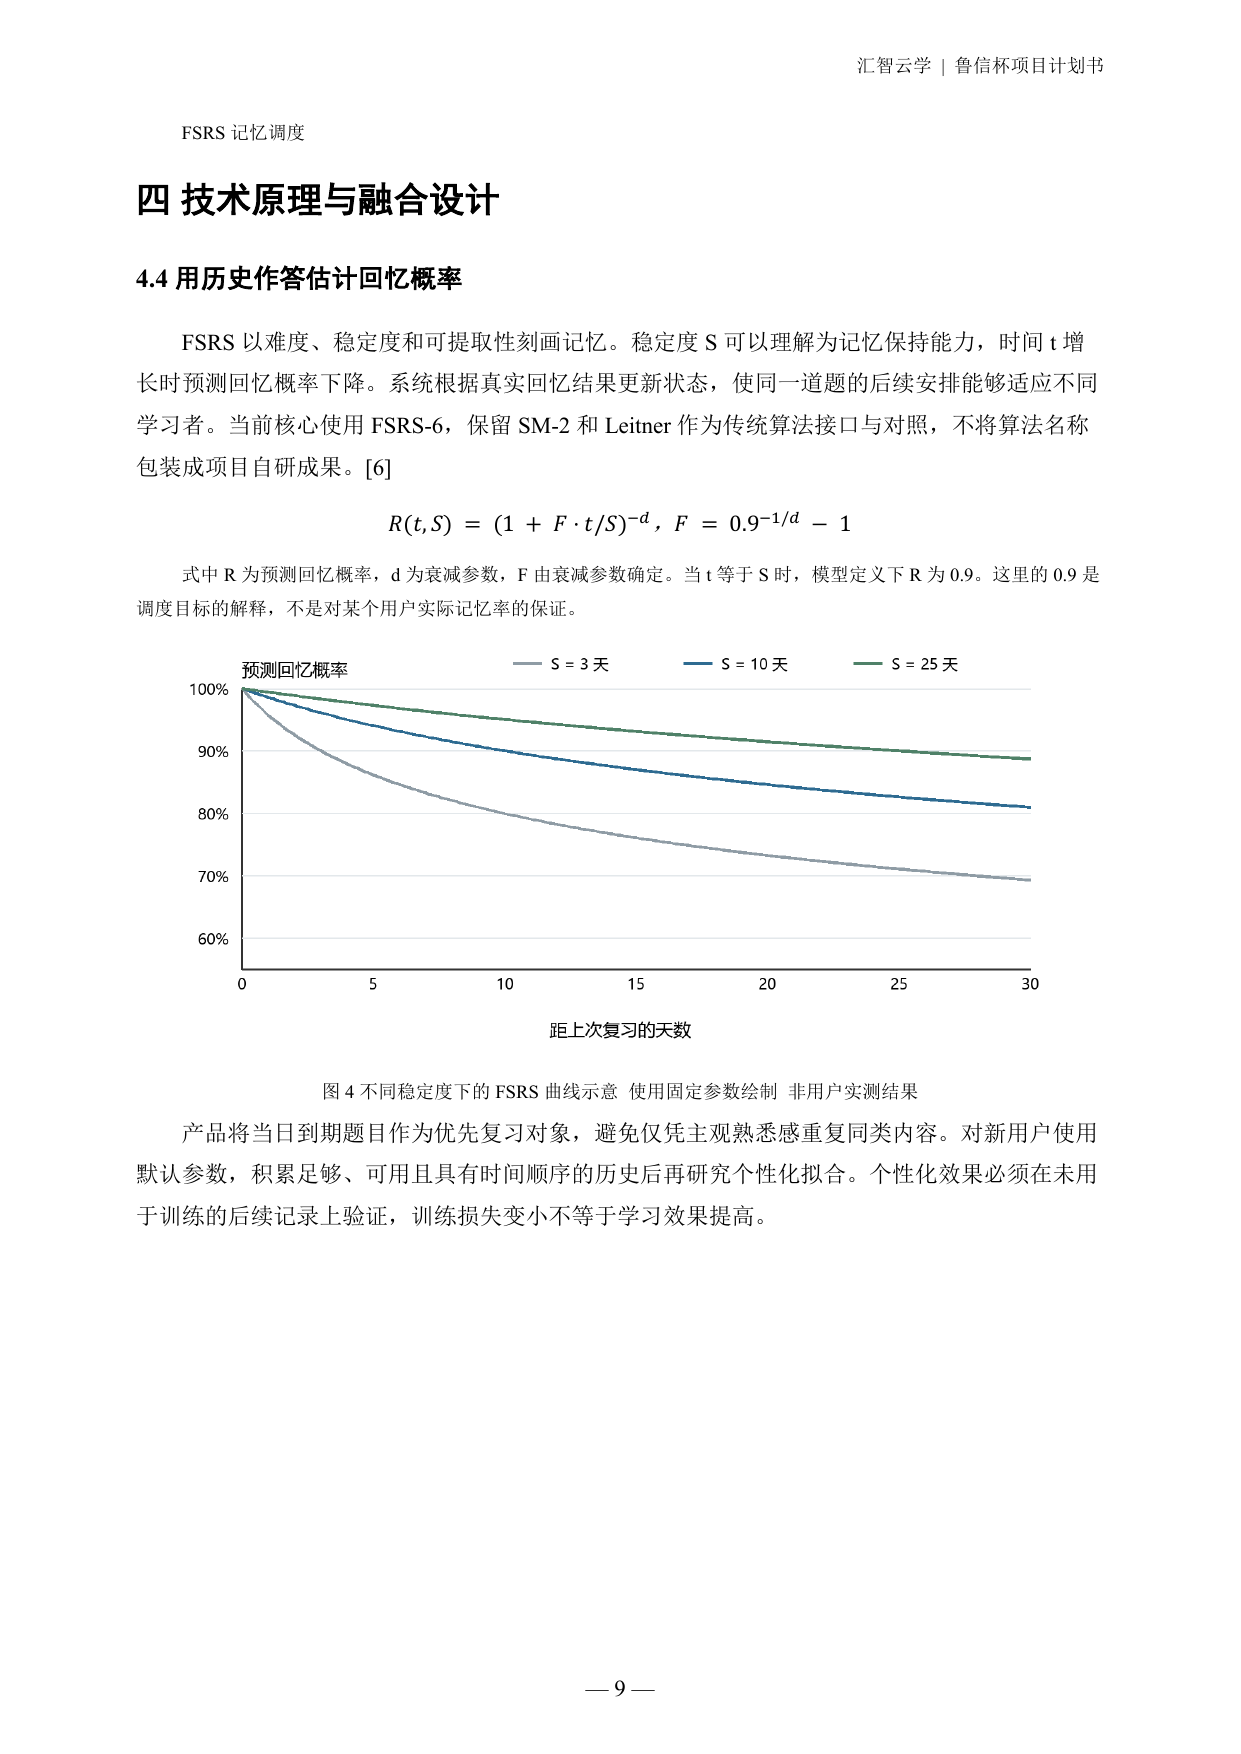 汇智云学 | 鲁信杯项目计划书
FSRS 记忆调度
四 技术原理与融合设计
4.4 用历史作答估计回忆概率
FSRS 以难度、稳定度和可提取性刻画记忆。稳定度 S 可以理解为记忆保持能力，时间 t 增
长时预测回忆概率下降。系统根据真实回忆结果更新状态，使同一道题的后续安排能够适应不同
学习者。当前核心使用 FSRS-6，保留 SM-2 和 Leitner 作为传统算法接口与对照，不将算法名称
包装成项目自研成果。[6]
R(t, S) = (1 + F · t/S)^{−d}，F = 0.9^{−1/d} − 1
式中 R 为预测回忆概率，d 为衰减参数，F 由衰减参数确定。当 t 等于 S 时，模型定义下 R 为 0.9。这里的 0.9 是
调度目标的解释，不是对某个用户实际记忆率的保证。
预测回忆概率
S = 3 天
S = 10 天
S = 25 天
100%
90%
80%
70%
60%
0 5 10 15 20 25 30
距上次复习的天数
图 4 不同稳定度下的 FSRS 曲线示意 使用固定参数绘制 非用户实测结果
产品将当日到期题目作为优先复习对象，避免仅凭主观熟悉感重复同类内容。对新用户使用
默认参数，积累足够、可用且具有时间顺序的历史后再研究个性化拟合。个性化效果必须在未用
于训练的后续记录上验证，训练损失变小不等于学习效果提高。
— 9 —